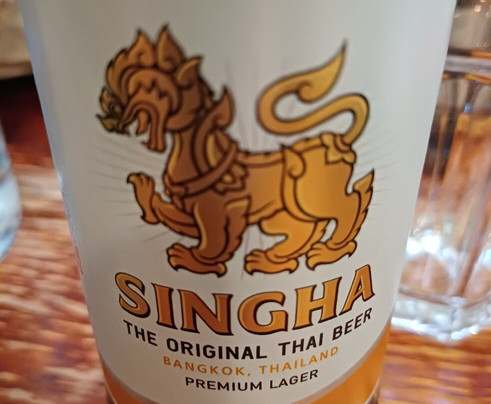 SINGHA
THE ORIGINAL THAI BEER
BANGKOK, THAILAND
PREMIUM LAGER